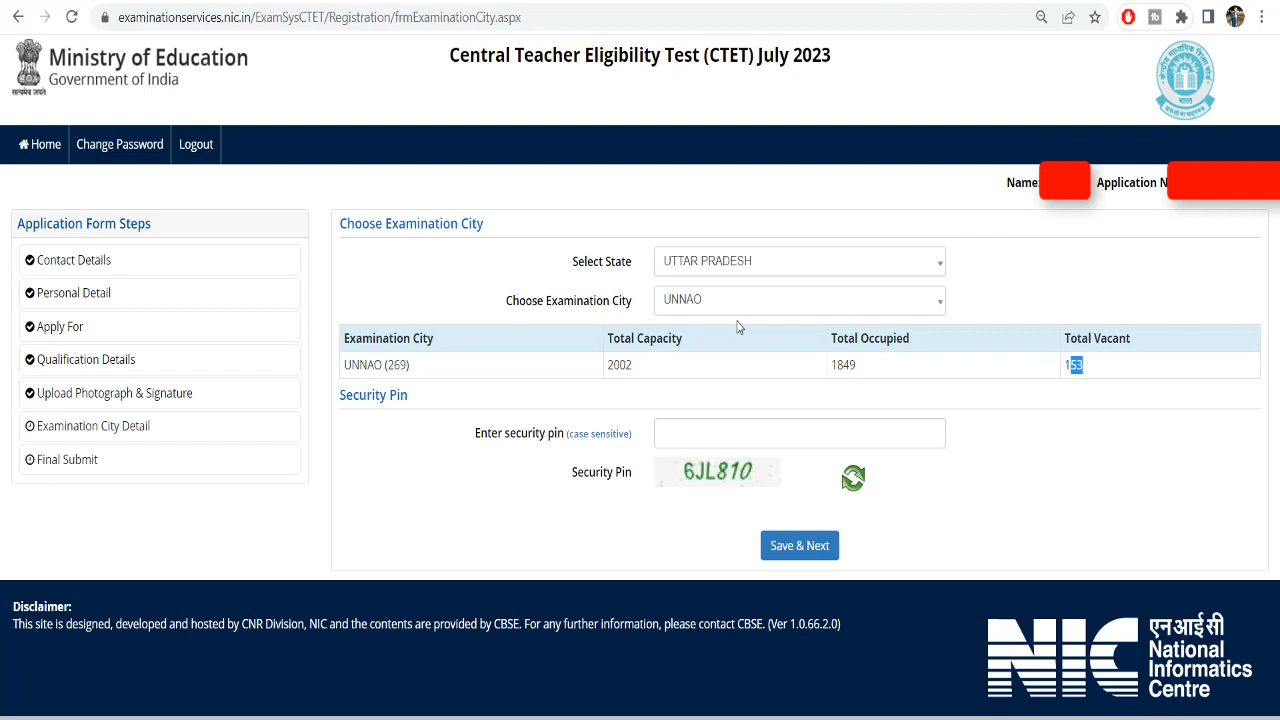 examinationservices.nic.in/ExamSysCTET/Registration/frmExaminationCity.aspx
सत्यमेव जयते
Ministry of Education
Government of India
Central Teacher Eligibility Test (CTET) July 2023
Home Change Password Logout
Name: Application N
Application Form Steps
Contact Details
Personal Detail
Apply For
Qualification Details
Upload Photograph & Signature
Examination City Detail
Final Submit
Choose Examination City
Select State UTTAR PRADESH
Choose Examination City UNNAO
Examination City Total Capacity Total Occupied Total Vacant
UNNAO (269) 2002 1849 153
Security Pin
Enter security pin (case sensitive)
Security Pin 6JL810
Save & Next
Disclaimer:
This site is designed, developed and hosted by CNR Division, NIC and the contents are provided by CBSE. For any further information, please contact CBSE. (Ver 1.0.66.2.0)
NIC
एन आई सी
National
Informatics
Centre